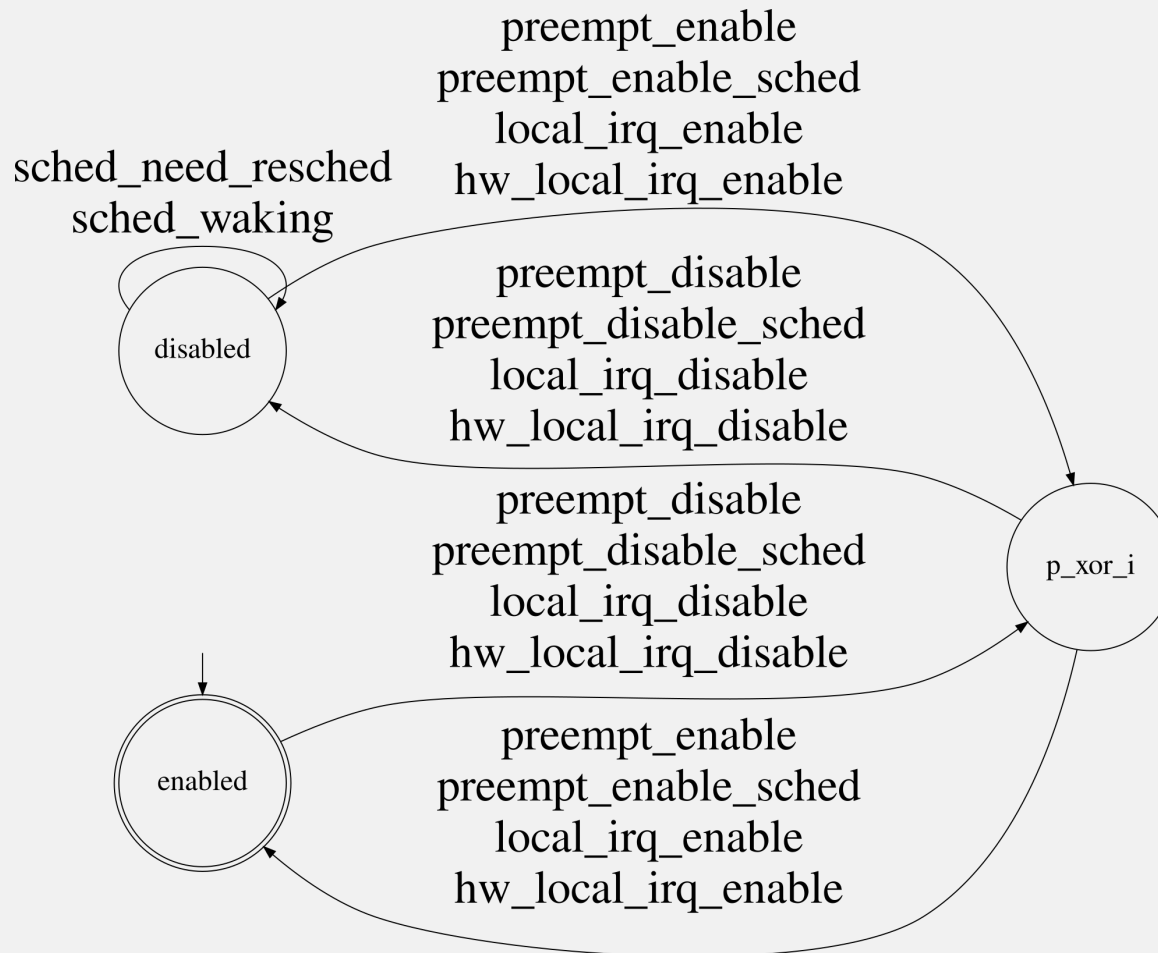 preempt_enable
preempt_enable_sched
local_irq_enable
hw_local_irq_enable
sched_need_resched
sched_waking
disabled
preempt_disable
preempt_disable_sched
local_irq_disable
hw_local_irq_disable
preempt_disable
preempt_disable_sched
local_irq_disable
hw_local_irq_disable
p_xor_i
enabled
preempt_enable
preempt_enable_sched
local_irq_enable
hw_local_irq_enable